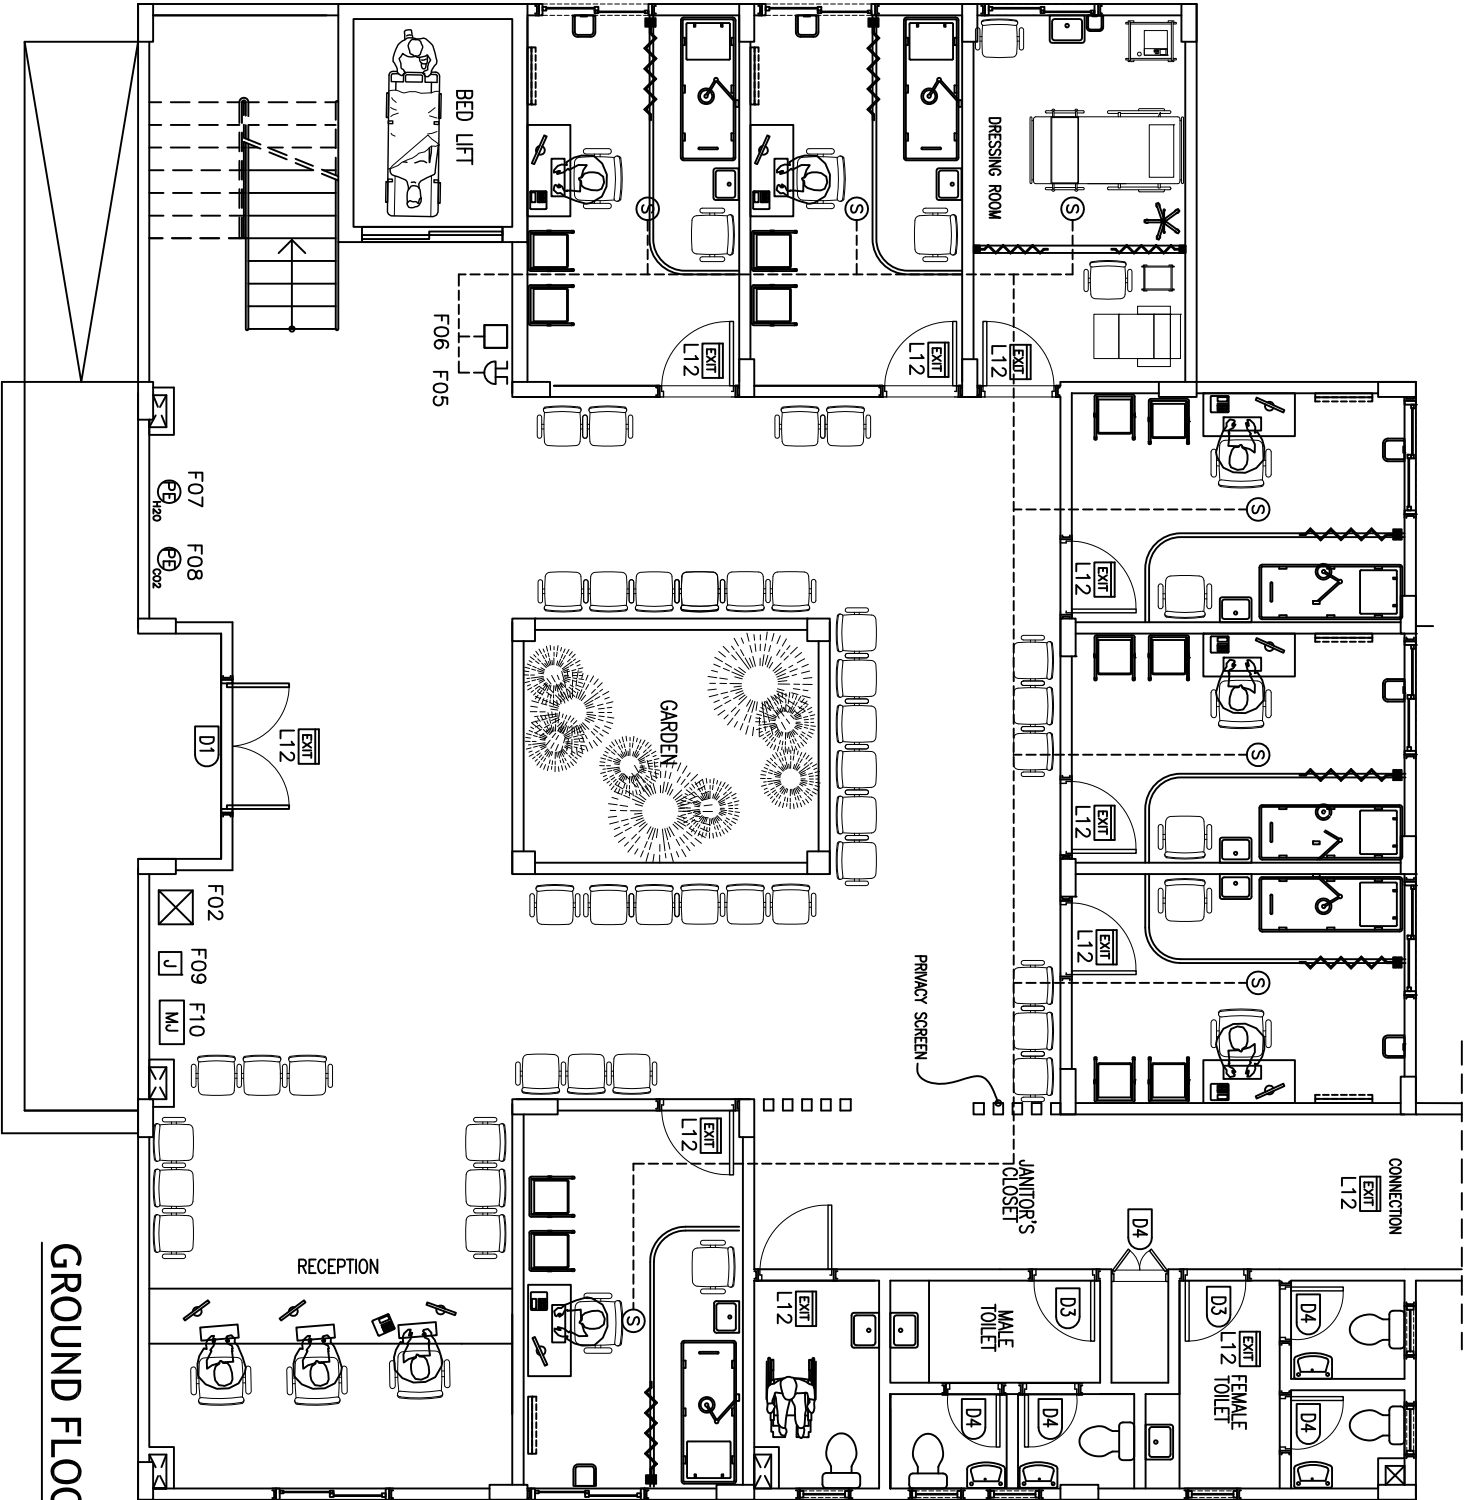 BED LIFT
DRESSING ROOM
S
S
S
EXIT
L12
EXIT
L12
EXIT
L12
F06
F05
F07
PE
H2O
F08
PE
CO2
S
EXIT
L12
S
EXIT
L12
EXIT
L12
S
GARDEN
EXIT
L12
D1
F02
F09
J
F10
MJ
PRIVACY SCREEN
EXIT
L12
JANITOR'S
CLOSET
CONNECTION
EXIT
L12
D4
RECEPTION
S
EXIT
L12
MALE
TOILET
D3
D3
EXIT
L12
FEMALE
TOILET
D4
D4
D4
D4
GROUND FLOO